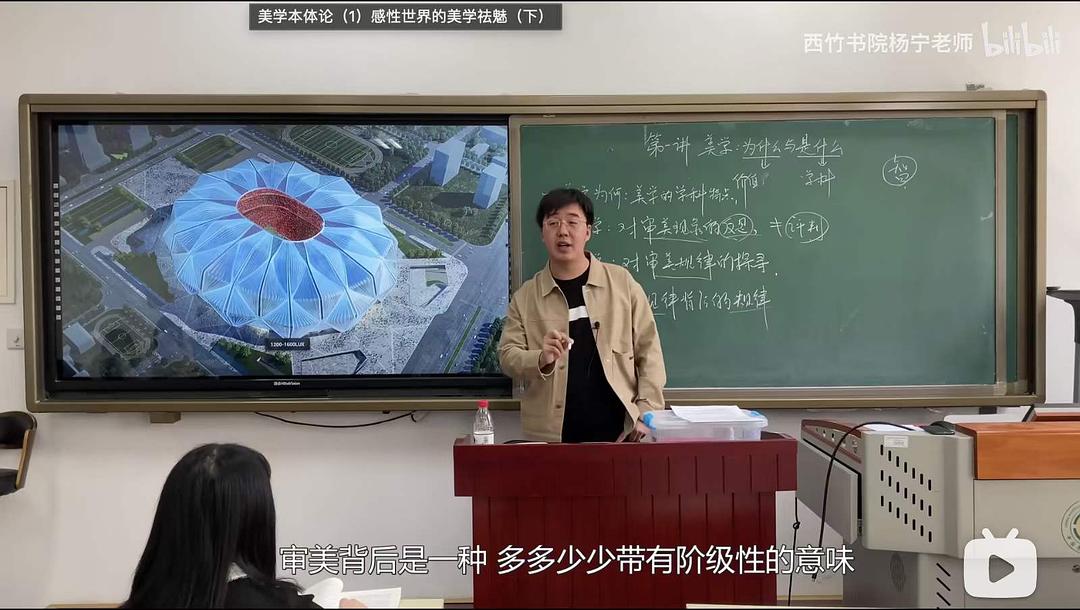 美学本体论（1）感性世界的美学祛魅（下）
西竹书院杨宁老师 bilibili
第一讲 美学：为什么与是什么
价值 学科
为何：美学的学科特点
学：对审美现象的反思，≠
对审美规律的探寻，
规律背后的规律
1200-1600LUX
审美背后是一种 多多少少带有阶级性的意味